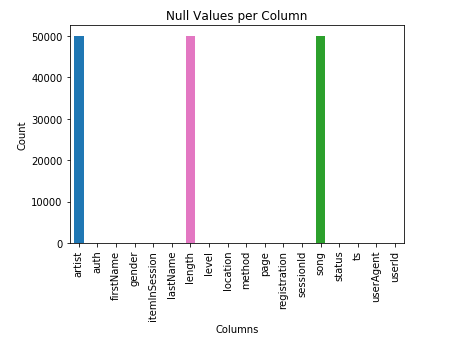 Null Values per Column
Count
50000
40000
30000
20000
10000
0
artist
auth
firstName
gender
itemInSession
lastName
length
level
location
method
page
registration
sessionId
song
status
ts
userAgent
userId
Columns